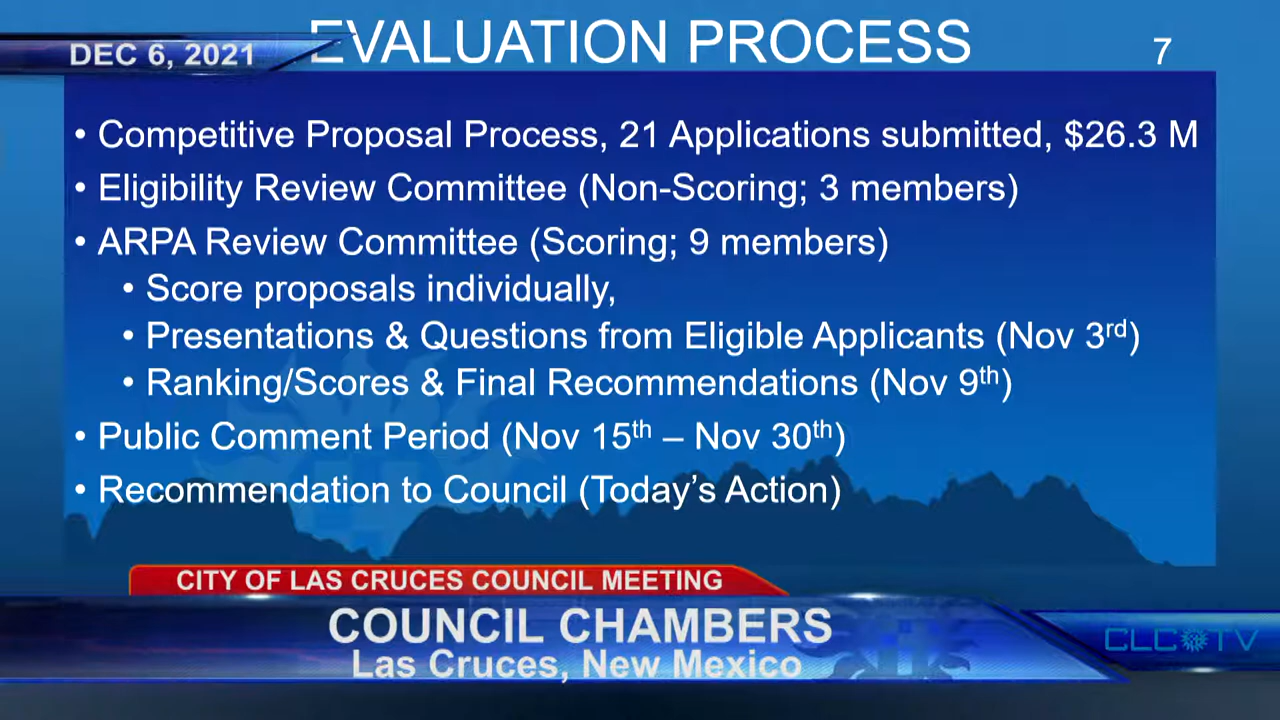 EVALUATION PROCESS
7
DEC 6, 2021
• Competitive Proposal Process, 21 Applications submitted, $26.3 M
• Eligibility Review Committee (Non-Scoring; 3 members)
• ARPA Review Committee (Scoring; 9 members)
• Score proposals individually,
• Presentations & Questions from Eligible Applicants (Nov 3rd)
• Ranking/Scores & Final Recommendations (Nov 9th)
• Public Comment Period (Nov 15th – Nov 30th)
• Recommendation to Council (Today’s Action)
CITY OF LAS CRUCES COUNCIL MEETING
COUNCIL CHAMBERS
Las Cruces, New Mexico
CLC TV